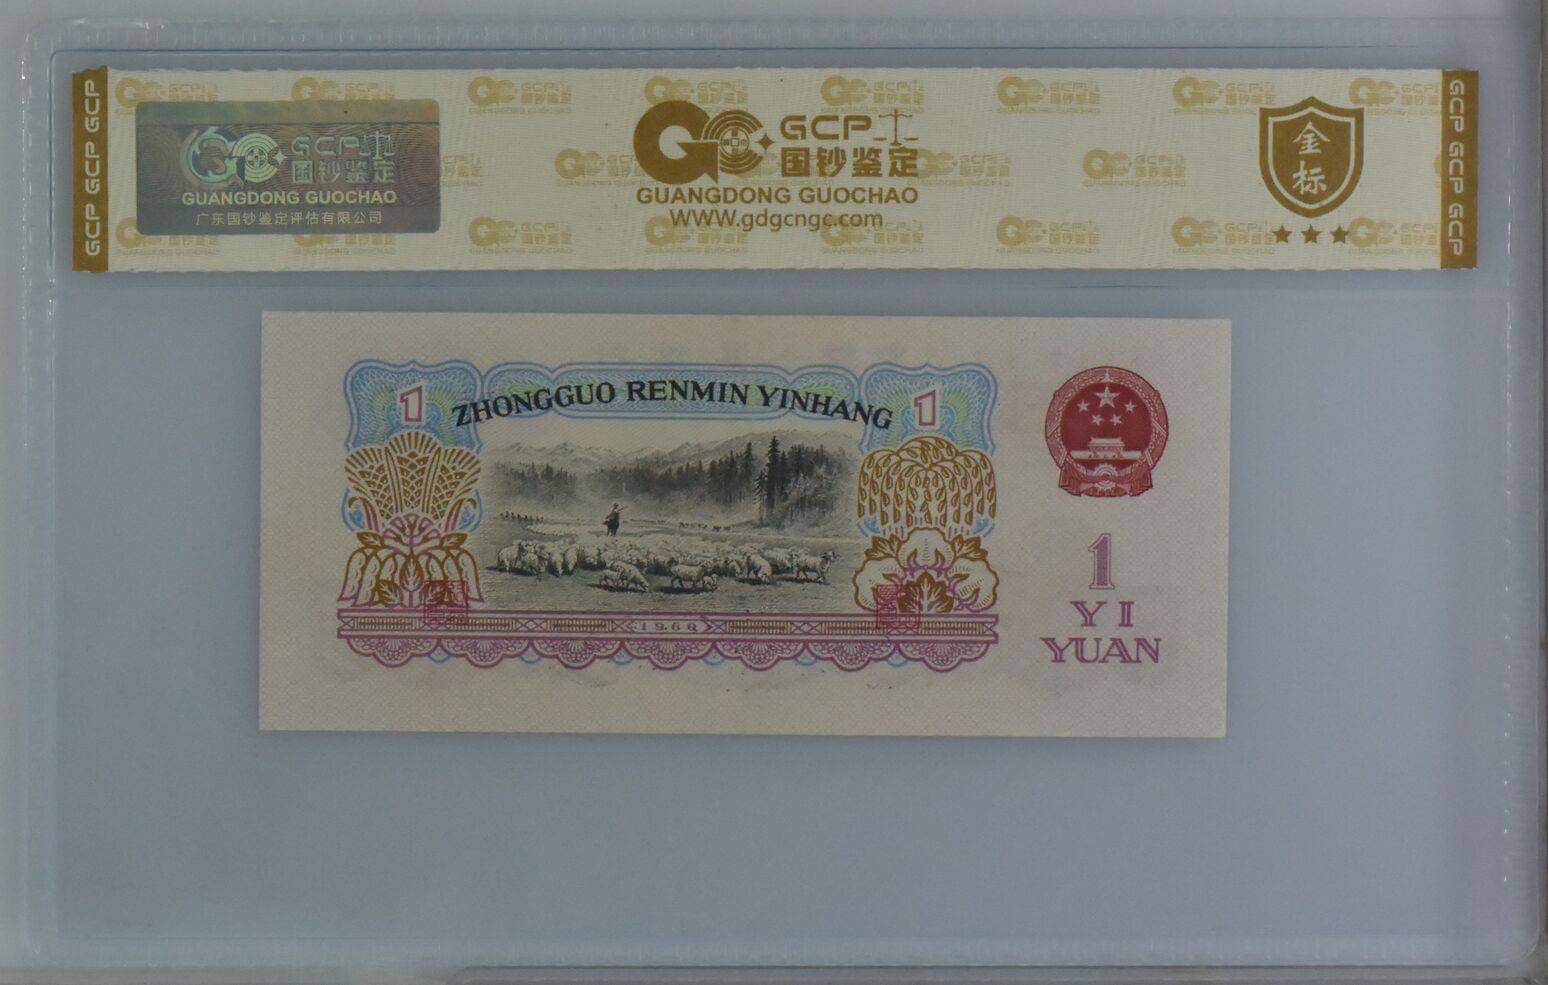 GCP GCP GCP
GCP 国钞鉴定
GUANGDONG GUOCHAO
广东国钞鉴定评估有限公司
GCP
国钞鉴定
GUANGDONG GUOCHAO
WWW.gdgcngc.com
金标
GCP GCP GCP
1
ZHONGGUO RENMIN YINHANG
1
1960
1
YI
YUAN